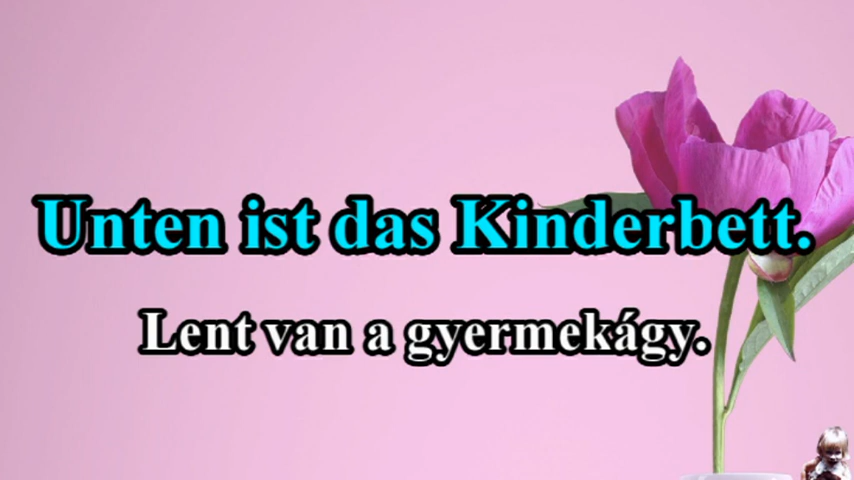 Unten ist das Kinderbett.
Lent van a gyermekágy.